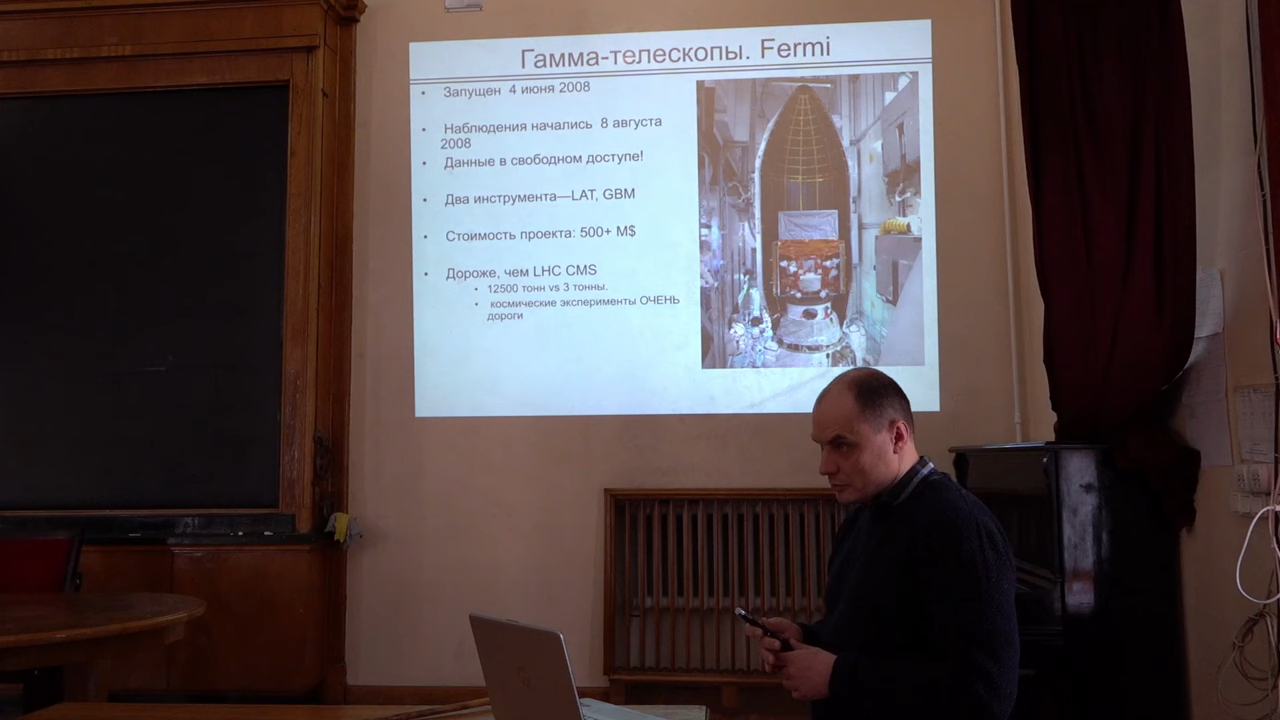 Гамма-телескопы. Fermi
• Запущен 4 июня 2008
• Наблюдения начались 8 августа
2008
• Данные в свободном доступе!
• Два инструмента—LAT, GBM
• Стоимость проекта: 500+ M$
• Дороже, чем LHC CMS
• 12500 тонн vs 3 тонны.
• космические эксперименты ОЧЕНЬ
дороги